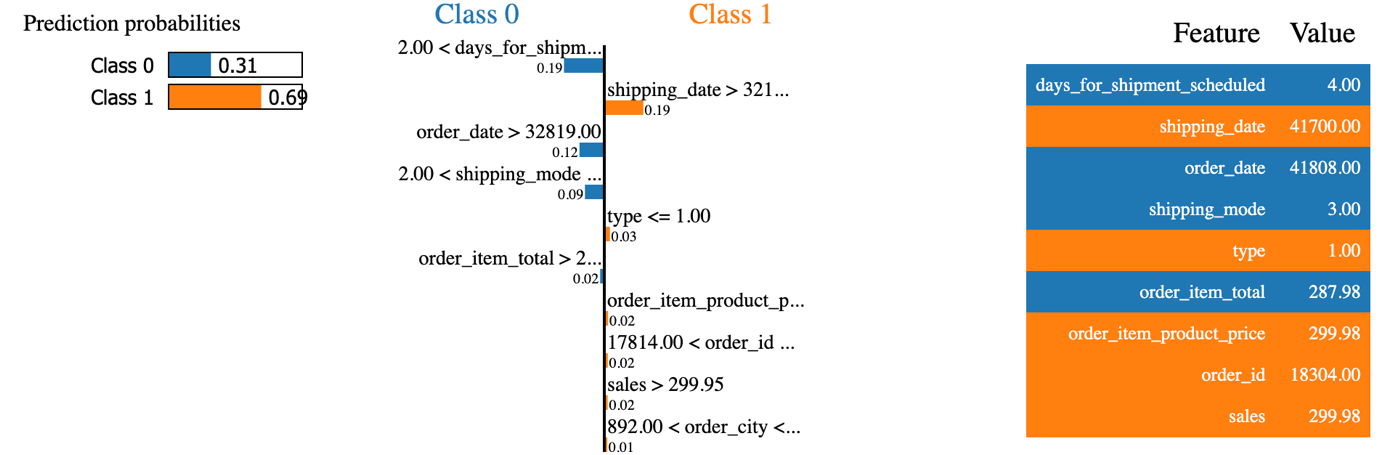 Prediction probabilities
Class 0 0.31
Class 1 0.69
Class 0 Class 1
2.00 < days_for_shipm...
0.19
shipping_date > 321...
0.19
order_date > 32819.00
0.12
2.00 < shipping_mode ...
0.09
type <= 1.00
0.03
order_item_total > 2...
0.02
order_item_product_p...
0.02
17814.00 < order_id ...
0.02
sales > 299.95
0.02
892.00 < order_city <...
0.01
Feature Value
days_for_shipment_scheduled 4.00
shipping_date 41700.00
order_date 41808.00
shipping_mode 3.00
type 1.00
order_item_total 287.98
order_item_product_price 299.98
order_id 18304.00
sales 299.98